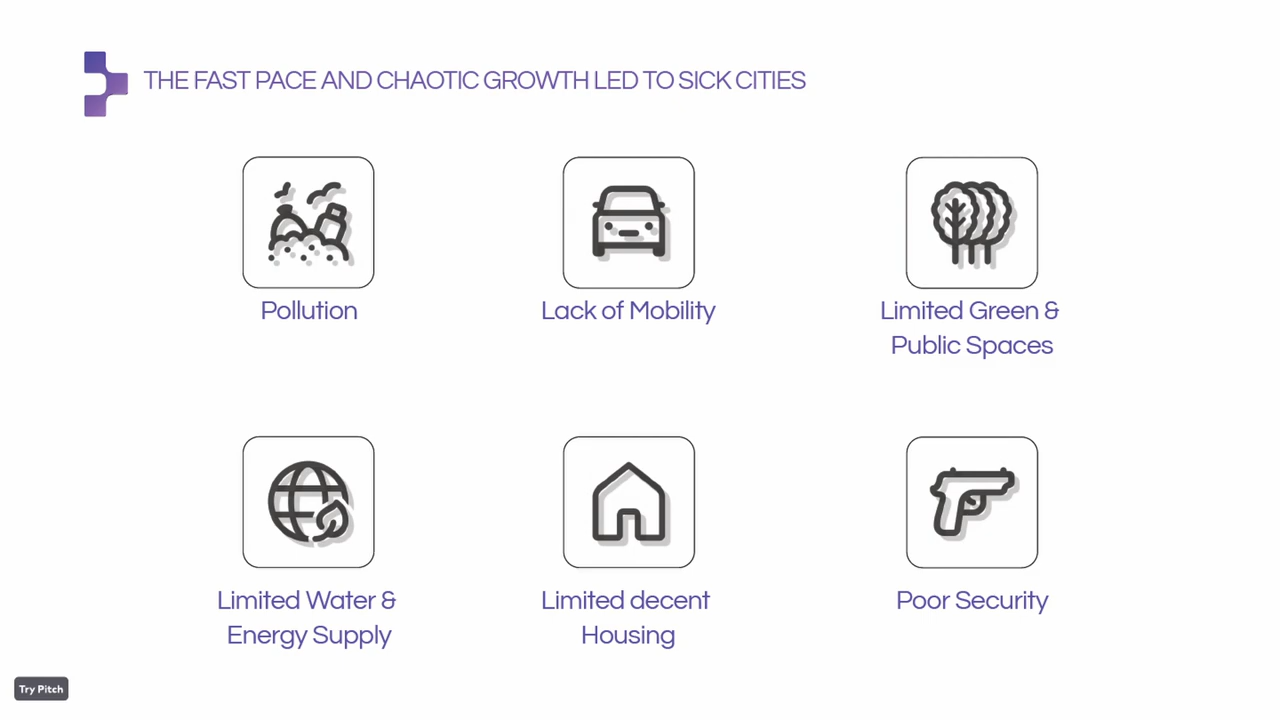 THE FAST PACE AND CHAOTIC GROWTH LED TO SICK CITIES
Pollution
Lack of Mobility
Limited Green &
Public Spaces
Limited Water &
Energy Supply
Limited decent
Housing
Poor Security
Try Pitch